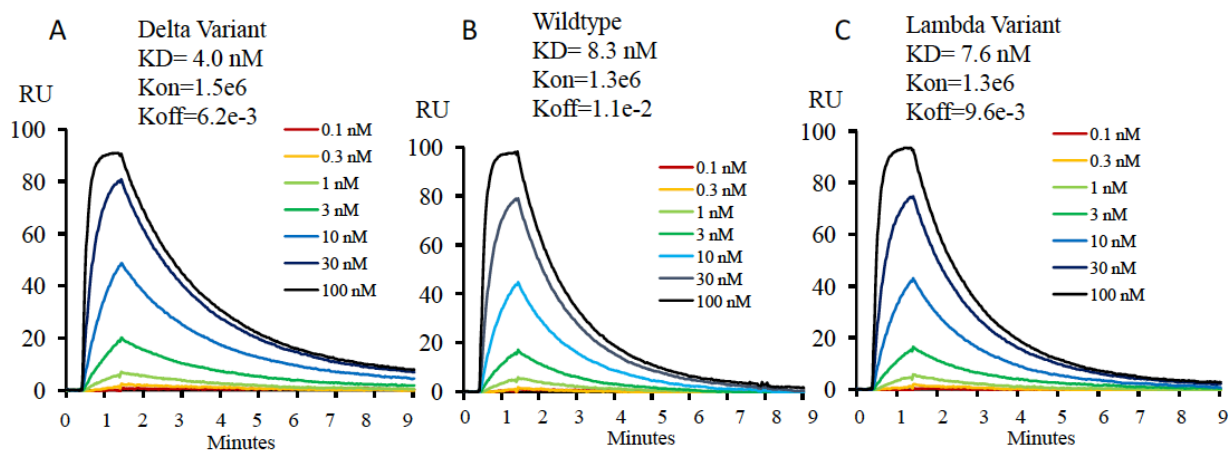 A
Delta Variant
KD= 4.0 nM
Kon=1.5e6
Koff=6.2e-3
RU
100
80
60
40
20
0
0 1 2 3 4 5 6 7 8 9
Minutes
0.1 nM
0.3 nM
1 nM
3 nM
10 nM
30 nM
100 nM
B
Wildtype
KD= 8.3 nM
Kon=1.3e6
Koff=1.1e-2
RU
100
80
60
40
20
0
0 1 2 3 4 5 6 7 8 9
Minutes
0.1 nM
0.3 nM
1 nM
3 nM
10 nM
30 nM
100 nM
C
Lambda Variant
KD= 7.6 nM
Kon=1.3e6
Koff=9.6e-3
RU
100
80
60
40
20
0
0 1 2 3 4 5 6 7 8 9
Minutes
0.1 nM
0.3 nM
1 nM
3 nM
10 nM
30 nM
100 nM